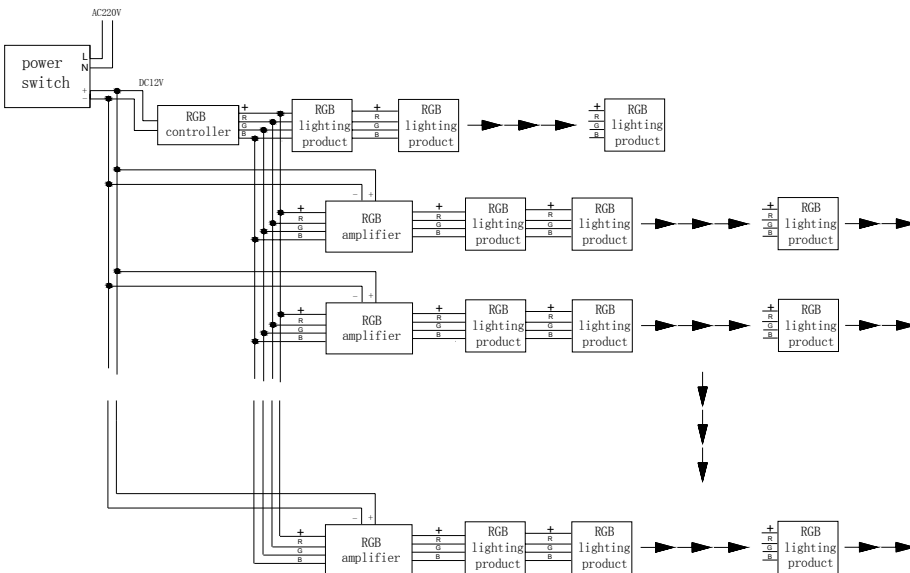 AC220V
L
N
power
switch
+
−
DC12V
RGB
controller
+
R
G
B
RGB
lighting
product
+
R
G
B
RGB
lighting
product
+
R
G
B
RGB
lighting
product
− +
+
R
G
B
RGB
amplifier
+
R
G
B
RGB
lighting
product
+
R
G
B
RGB
lighting
product
+
R
G
B
RGB
lighting
product
− +
+
R
G
B
RGB
amplifier
+
R
G
B
RGB
lighting
product
+
R
G
B
RGB
lighting
product
+
R
G
B
RGB
lighting
product
− +
+
R
G
B
RGB
amplifier
+
R
G
B
RGB
lighting
product
+
R
G
B
RGB
lighting
product
+
R
G
B
RGB
lighting
product